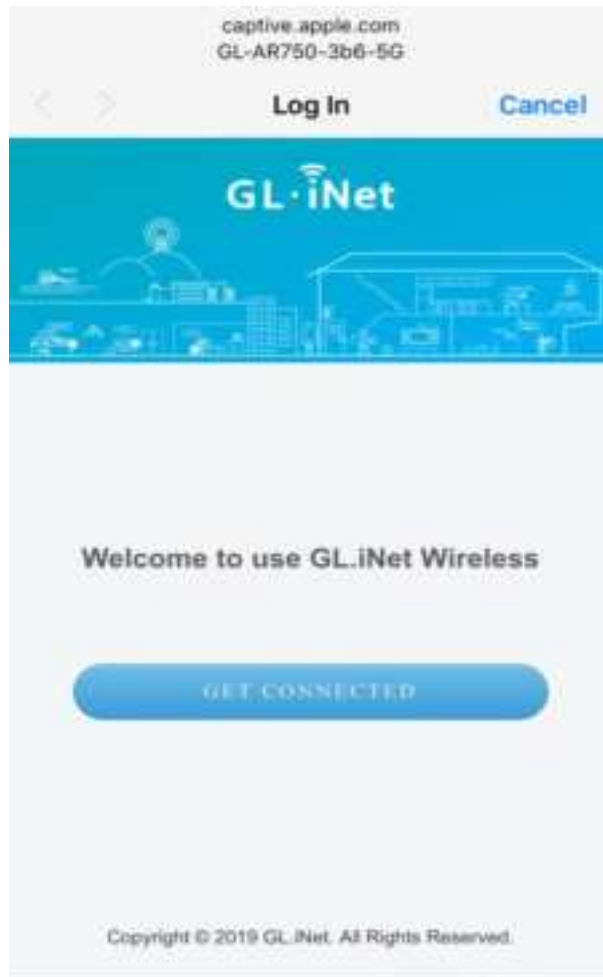 captive.apple.com
GL-AR750-3b6-5G
Log In
Cancel
GL·iNet
Welcome to use GL.iNet Wireless
GET CONNECTED
Copyright © 2019 GL.iNet. All Rights Reserved.